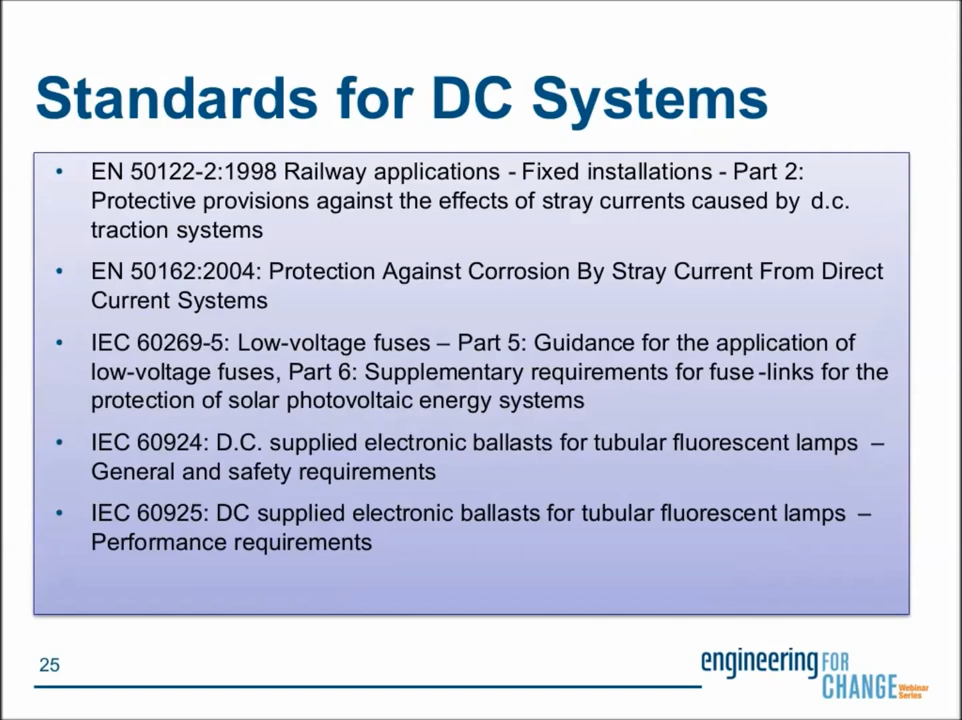 Standards for DC Systems
• EN 50122-2:1998 Railway applications - Fixed installations - Part 2:
Protective provisions against the effects of stray currents caused by d.c.
traction systems
• EN 50162:2004: Protection Against Corrosion By Stray Current From Direct
Current Systems
• IEC 60269-5: Low-voltage fuses – Part 5: Guidance for the application of
low-voltage fuses, Part 6: Supplementary requirements for fuse-links for the
protection of solar photovoltaic energy systems
• IEC 60924: D.C. supplied electronic ballasts for tubular fluorescent lamps –
General and safety requirements
• IEC 60925: DC supplied electronic ballasts for tubular fluorescent lamps –
Performance requirements
25
engineering FOR
CHANGE Webinar
Series